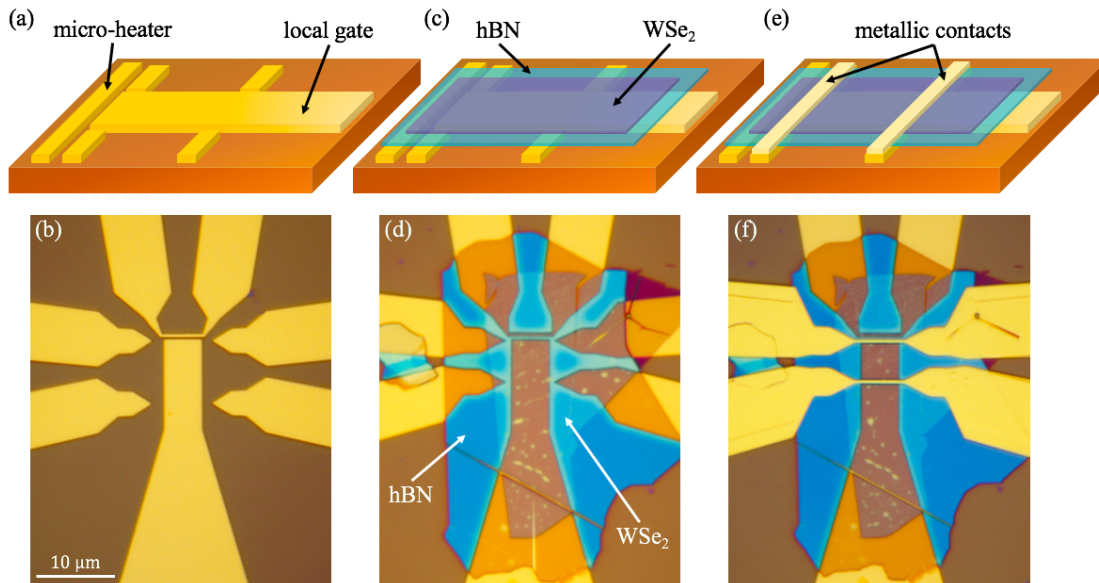 (a)
micro-heater
local gate
(c)
hBN
WSe₂
(e)
metallic contacts
(b)
10 μm
(d)
hBN
WSe₂
(f)